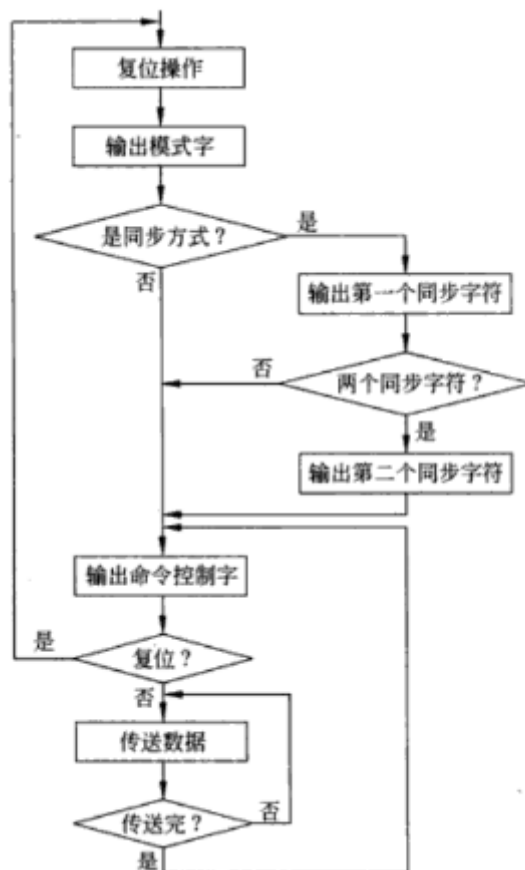 复位操作
输出模式字
是同步方式？
是
否
输出第一个同步字符
两个同步字符？
否
是
输出第二个同步字符
输出命令控制字
复位？
是
否
传送数据
传送完？
否
是